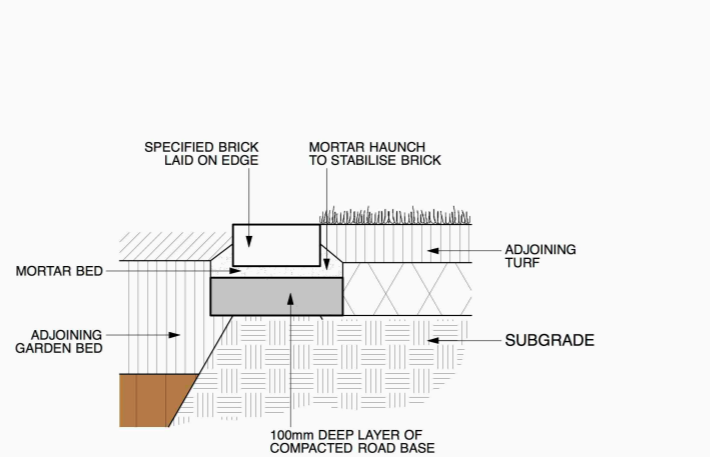 SPECIFIED BRICK
LAID ON EDGE
MORTAR HAUNCH
TO STABILISE BRICK
ADJOINING
TURF
MORTAR BED
ADJOINING
GARDEN BED
SUBGRADE
100mm DEEP LAYER OF
COMPACTED ROAD BASE